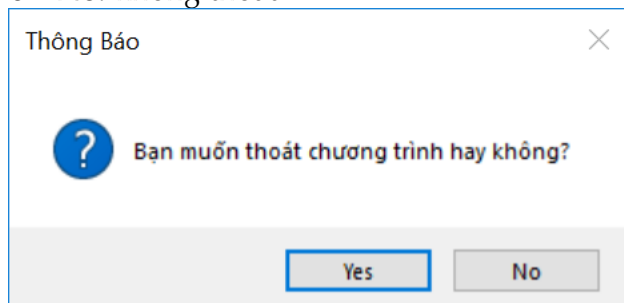 Thông Báo
Bạn muốn thoát chương trình hay không?
Yes
No